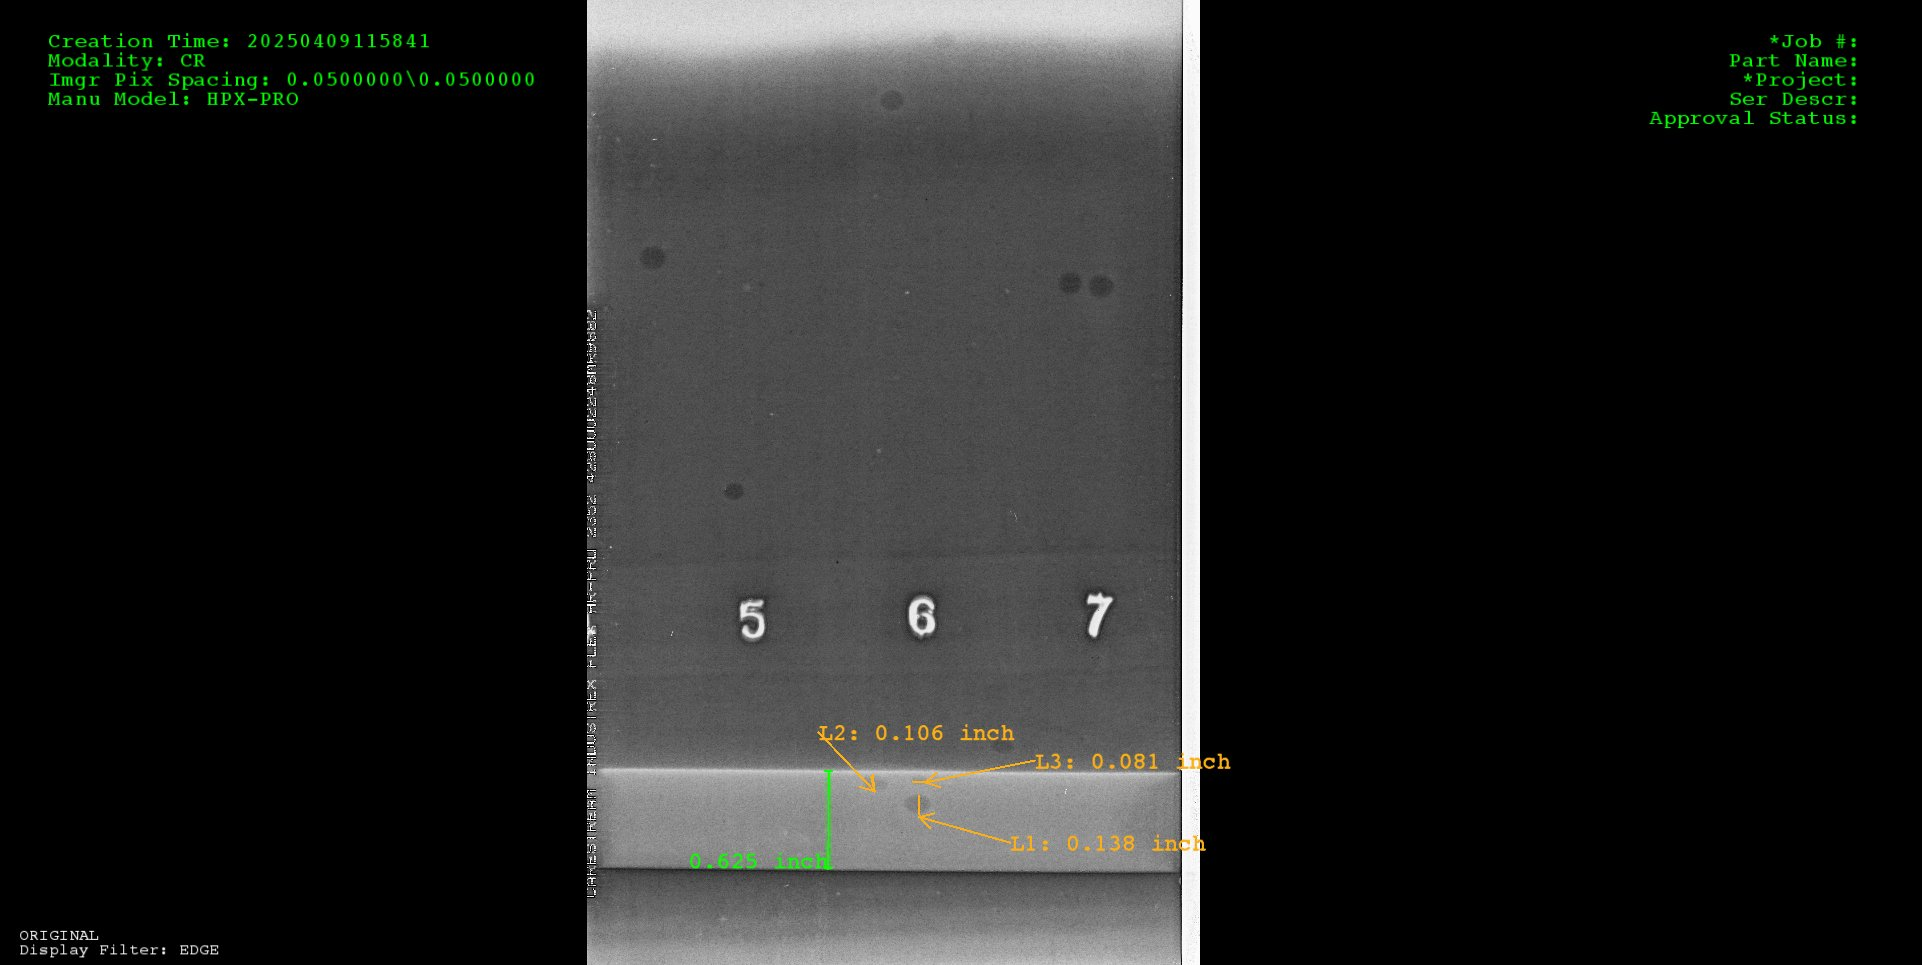 Creation Time: 20250409115841
Modality: CR
Imgr Pix Spacing: 0.0500000\0.0500000
Manu Model: HPX-PRO
*Job #:
Part Name:
*Project:
Ser Descr:
Approval Status:
5 6 7
L2: 0.106 inch
L3: 0.081 inch
L1: 0.138 inch
0.625 inch
ORIGINAL
Display Filter: EDGE